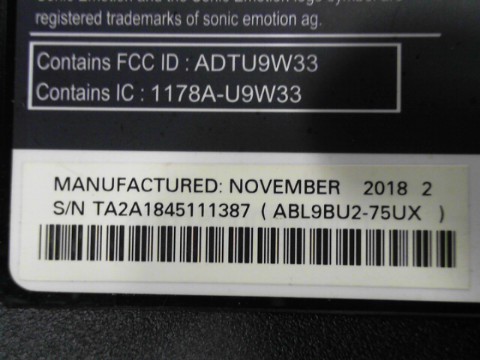 registered trademarks of sonic emotion ag.
Contains FCC ID : ADTU9W33
Contains IC : 1178A-U9W33
MANUFACTURED: NOVEMBER 2018 2
S/N TA2A1845111387 ( ABL9BU2-75UX )